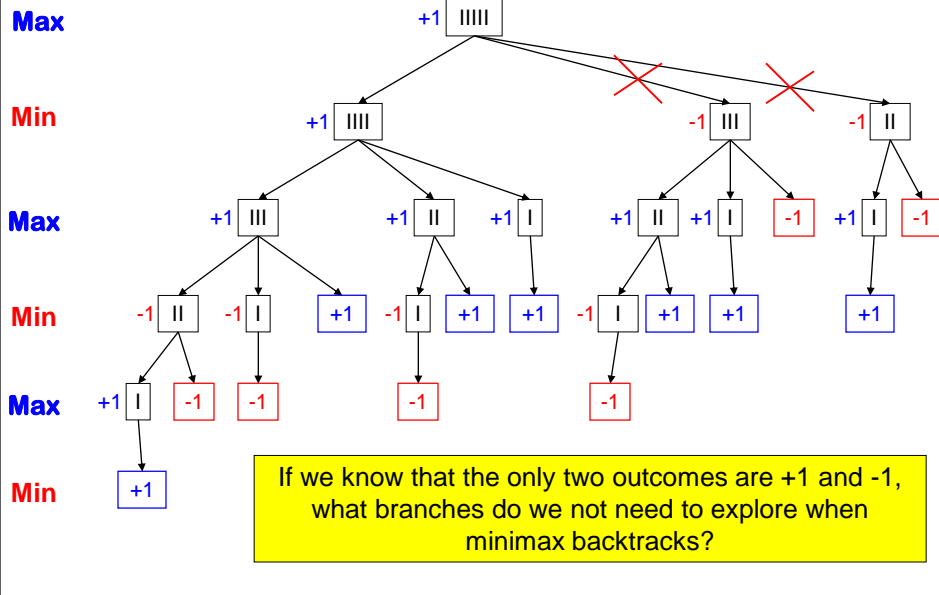 Max +1 IIIII
Min +1 IIII -1 III -1 II
Max +1 III +1 II +1 I +1 II +1 I -1 +1 I -1
Min -1 II -1 I +1 -1 I +1 +1 -1 I +1 +1 +1
Max +1 I -1 -1 -1 -1
Min +1
If we know that the only two outcomes are +1 and -1,
what branches do we not need to explore when
minimax backtracks?